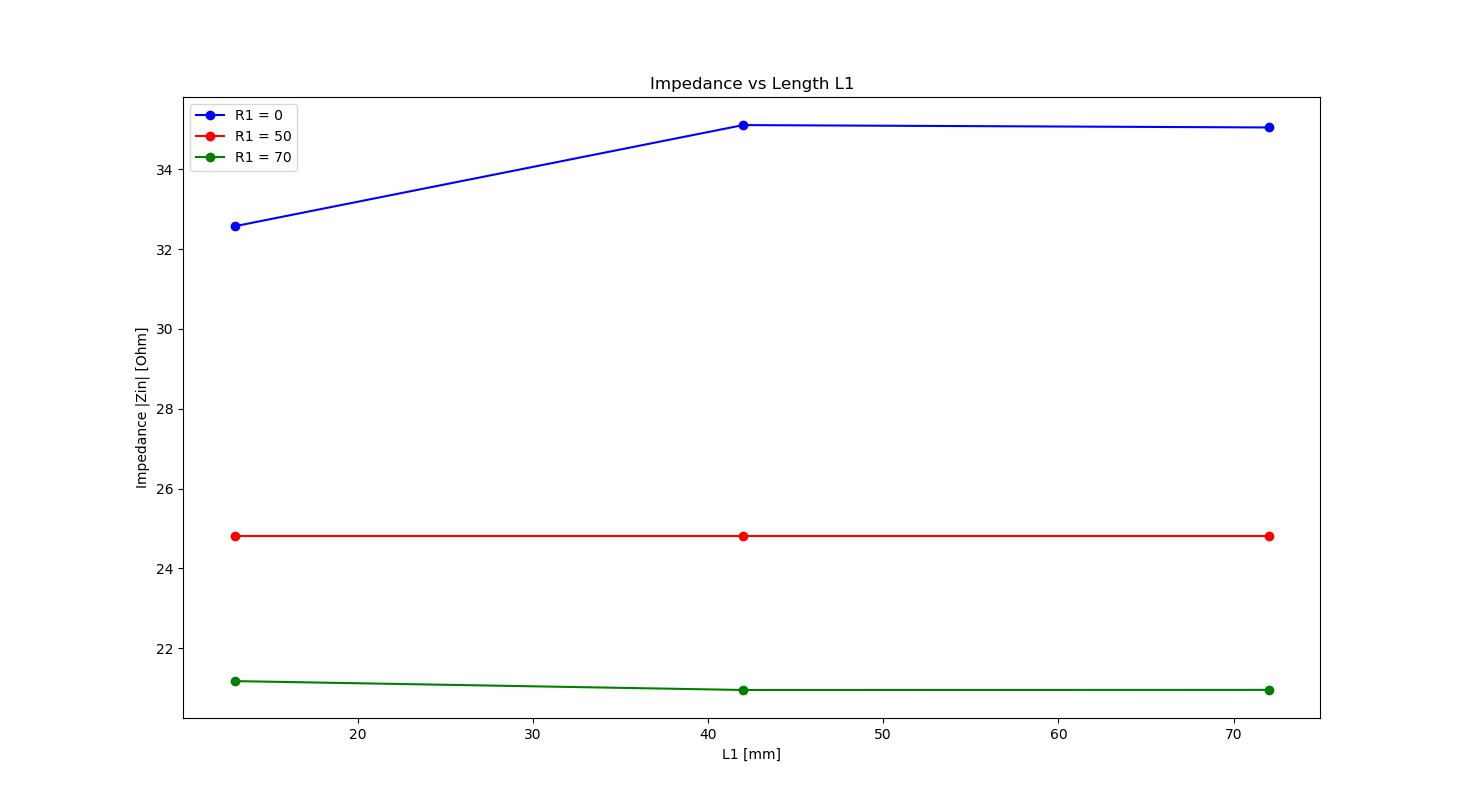 Impedance vs Length L1
R1 = 0
R1 = 50
R1 = 70
Impedance |Zin| [Ohm]
34
32
30
28
26
24
22
20 30 40 50 60 70
L1 [mm]